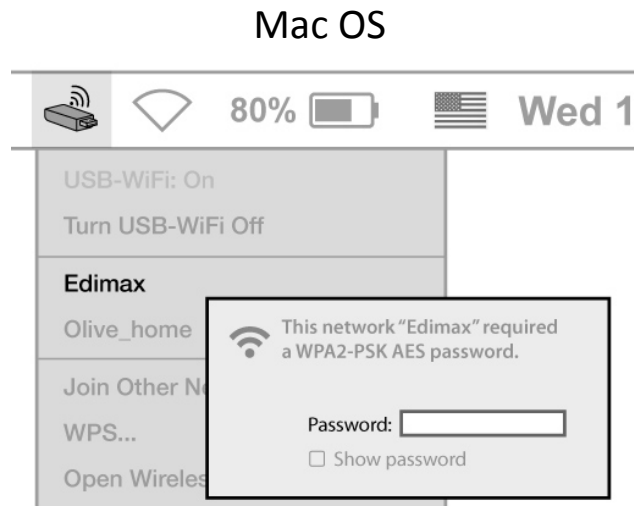 Mac OS
80%
Wed 1
USB-WiFi: On
Turn USB-WiFi Off
Edimax
Olive_home
Join Other Ne
WPS...
Open Wireles
This network “Edimax” required
a WPA2-PSK AES password.
Password:
Show password